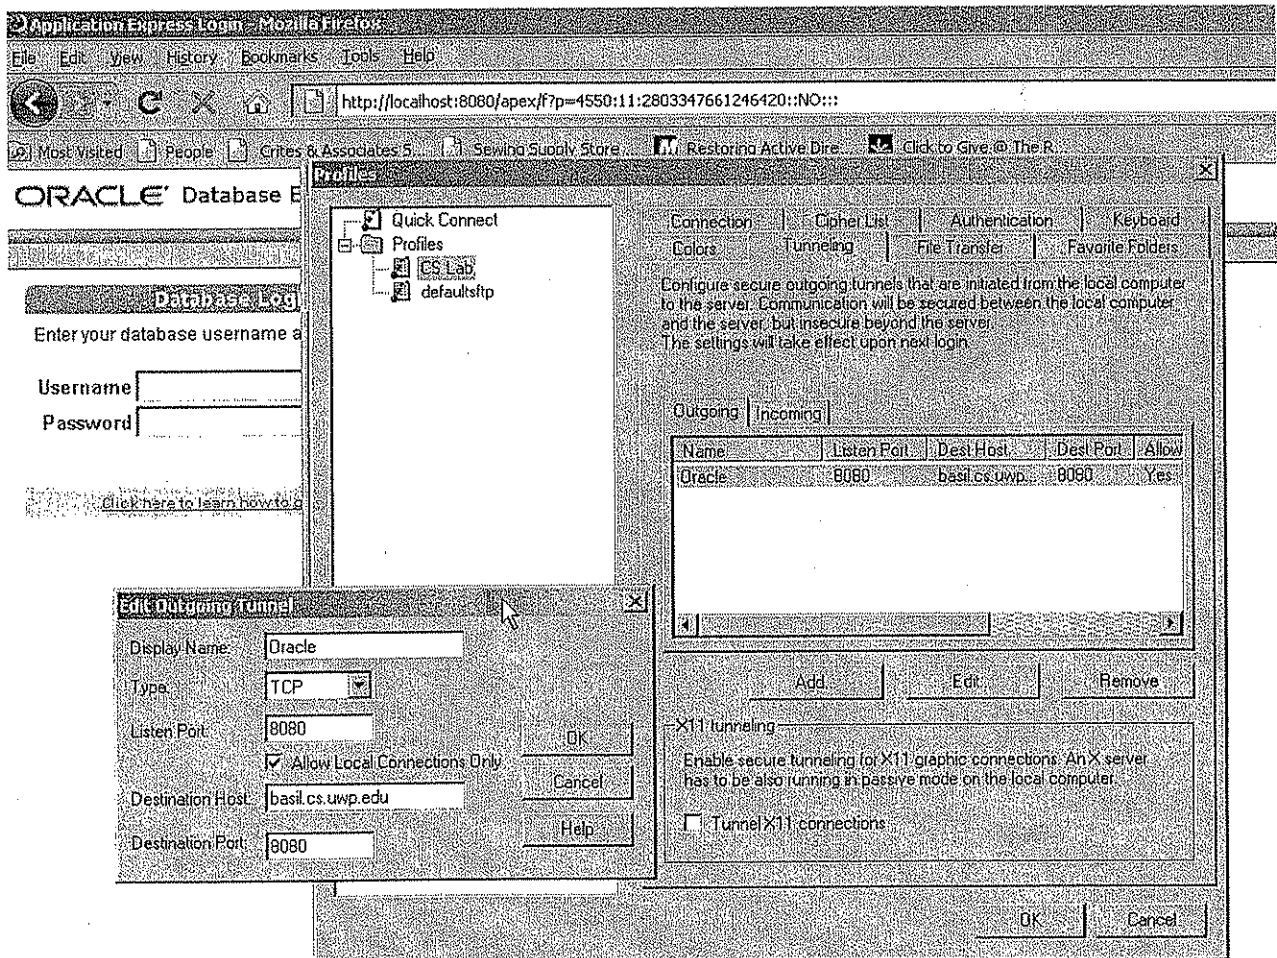 Application Express Login - Mozilla Firefox
File Edit View History Bookmarks Tools Help
http://localhost:8080/apex/f?p=4550:11:2803347661246420::NO:::
Most Visited People Crites & Associates S... Sewing Supply Store... Restoring Active Dire... Click to Give @ The R...
ORACLE Database E
Database Logi
Enter your database username a
Username
Password
Click here to learn how to g
Profiles
Quick Connect
Profiles
CS Lab
defaultsftp
Connection Cipher List Authentication Keyboard
Colors Tunneling File Transfer Favorite Folders
Configure secure outgoing tunnels that are initiated from the local computer
to the server. Communication will be secured between the local computer
and the server, but insecure beyond the server.
The settings will take effect upon next login.
Outgoing Incoming
Name Listen Port Dest Host Dest Port Allow
Oracle 8080 basil.cs.uwp... 8080 Yes
Add... Edit... Remove
X11 tunneling
Enable secure tunneling for X11 graphic connections. An X server
has to be also running in passive mode on the local computer.
Tunnel X11 connections
OK Cancel
Edit Outgoing Tunnel
Display Name: Oracle
Type: TCP
Listen Port: 8080
Allow Local Connections Only
Destination Host: basil.cs.uwp.edu
Destination Port: 8080
OK
Cancel
Help